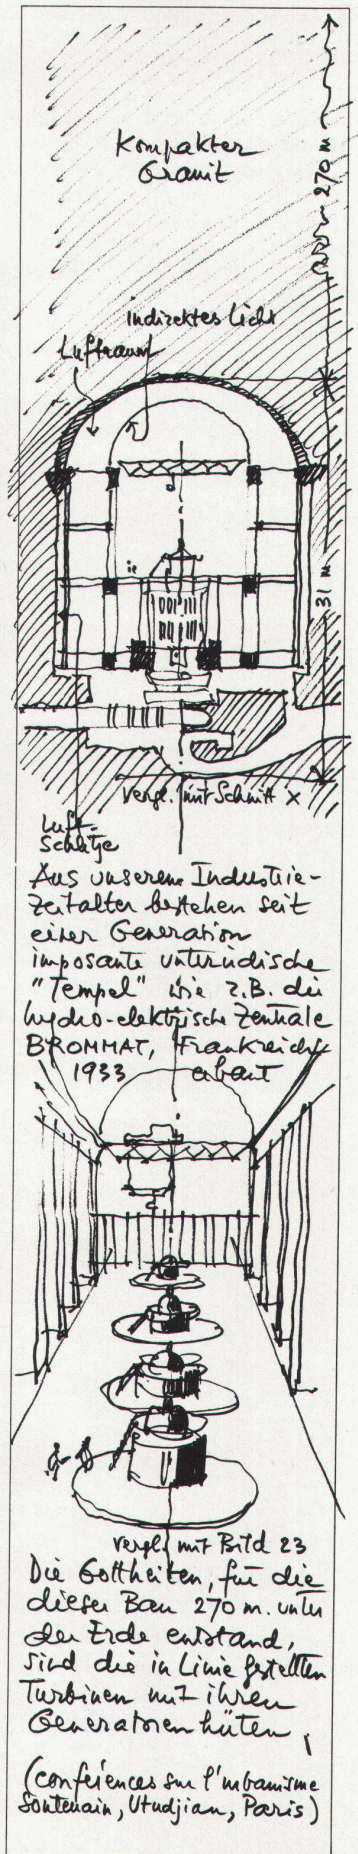 Kompakter
Granit
270 m
indirektes Licht
Luftraum
31 m
vergl. mit Schnitt X
Luft-
Schlitze
Aus unserem Industrie-
zeitalter bestehen seit
einer Generation
imposante unterirdische
"Tempel" wie z.B. die
hydro-elektrische Zentrale
BROMMAT, Frankreich
1933 erbaut
vergl. mit Bild 23
Die Gottheiten, für die
dieser Bau 270 m. unter
der Erde entstand,
sind die in Linie gestellten
Turbinen mit ihren
Generatorenhüten
(conférences sur l'urbanisme
Souterrain, Utudjian, Paris)